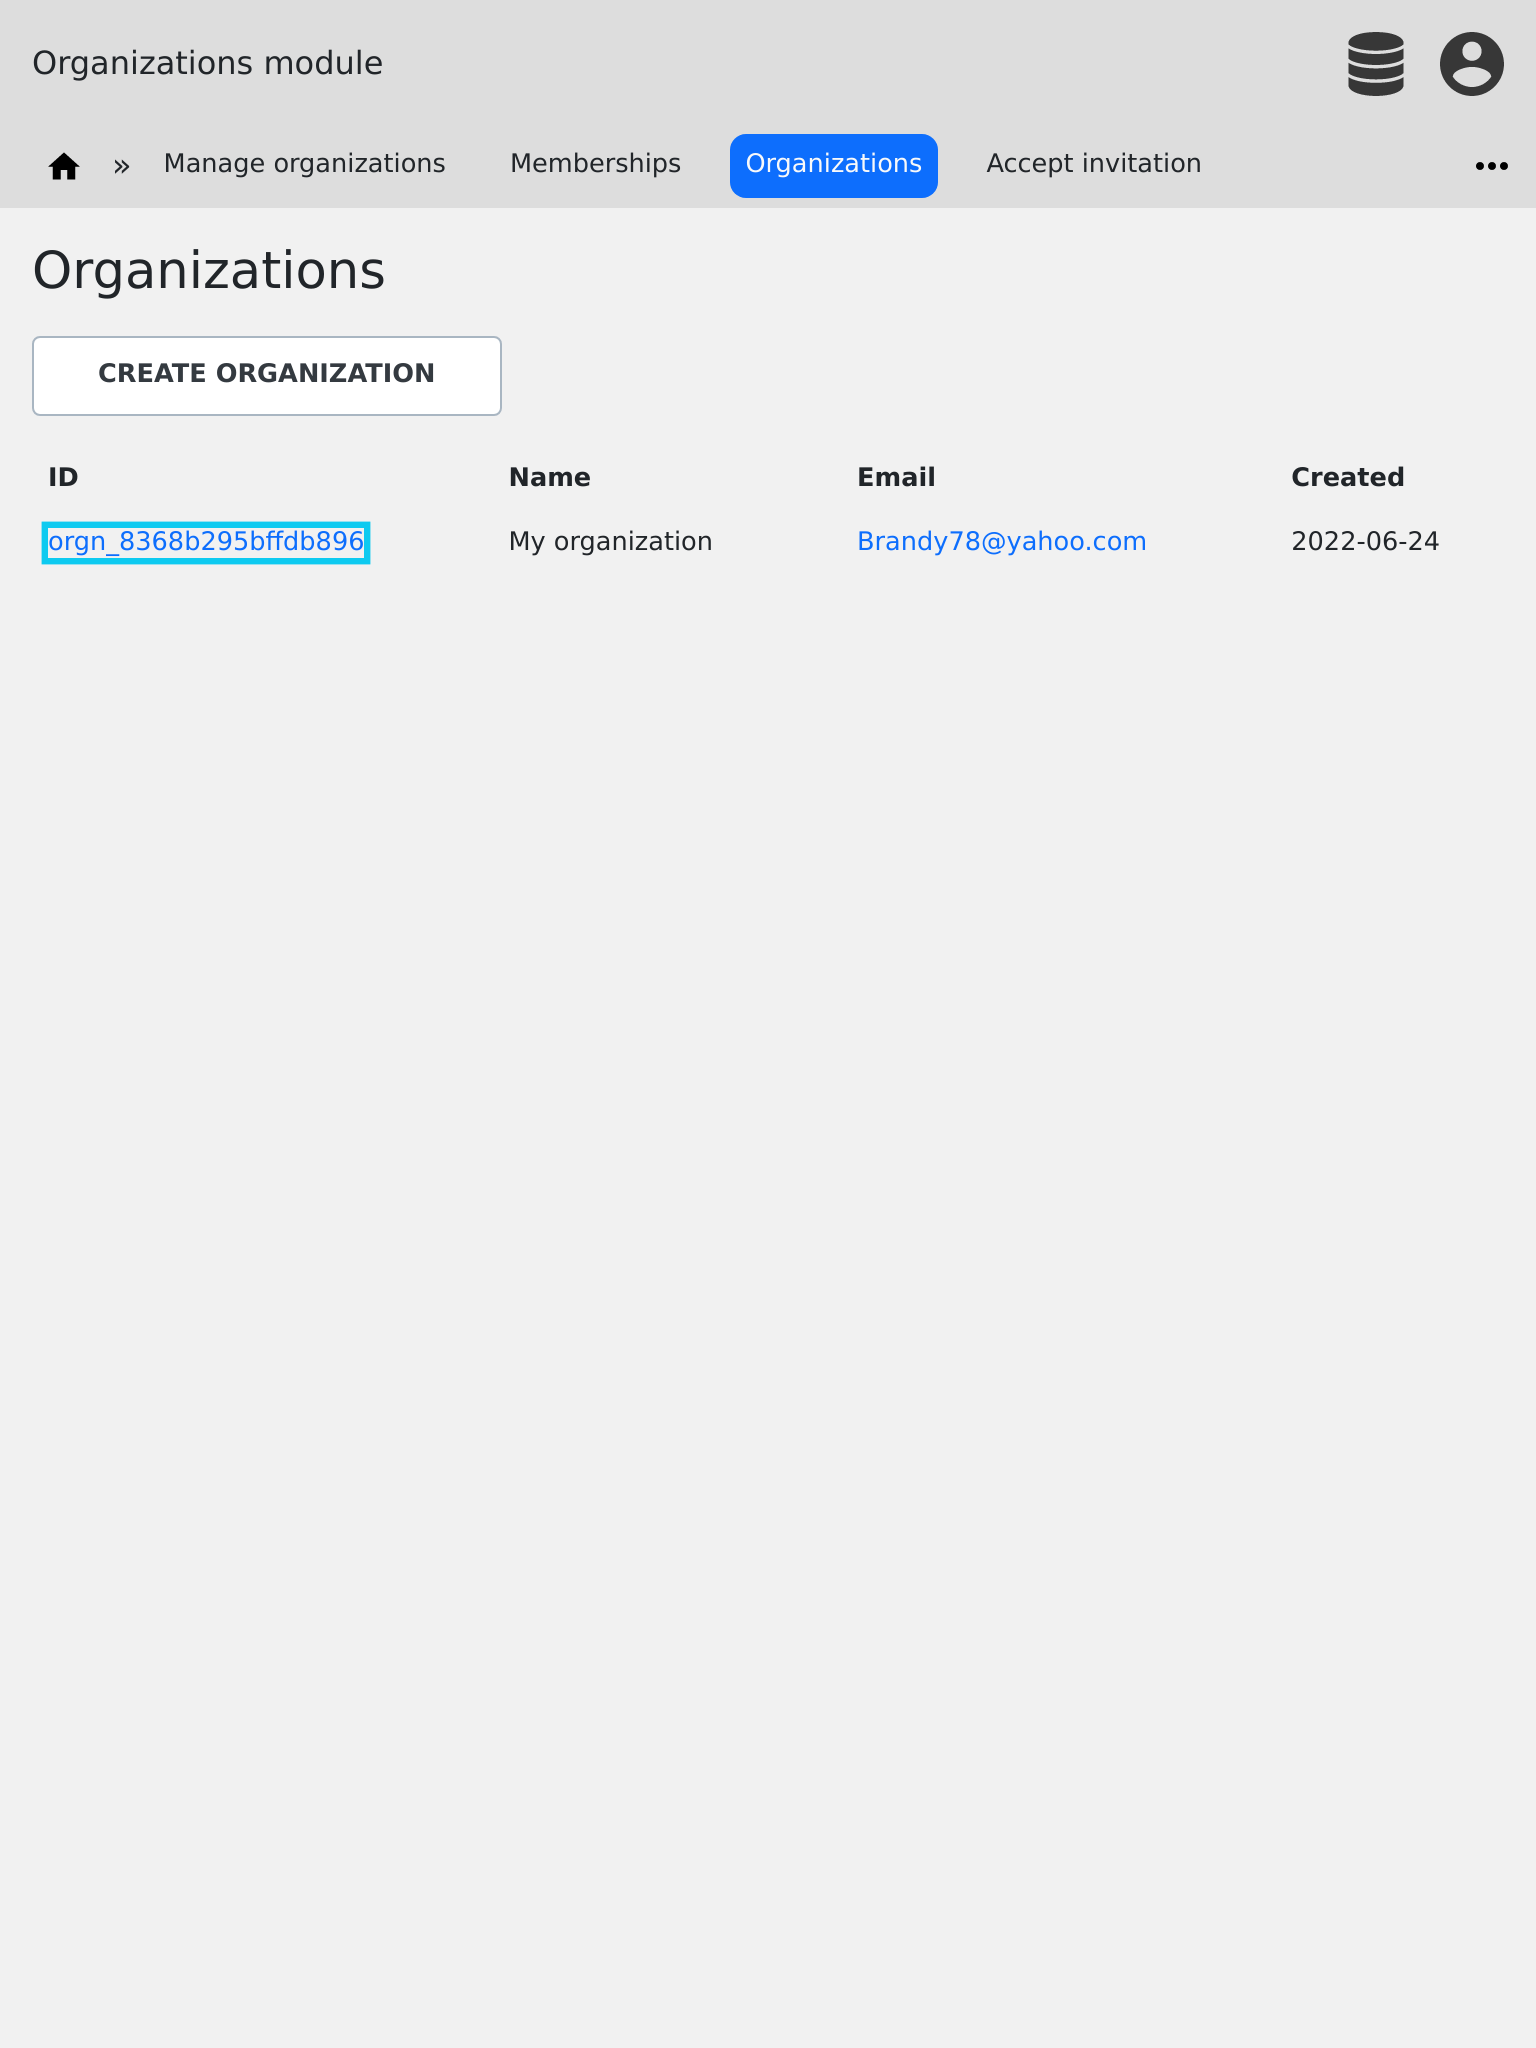 Organizations module
» Manage organizations Memberships Organizations Accept invitation
Organizations
CREATE ORGANIZATION
ID Name Email Created
orgn_8368b295bffdb896 My organization Brandy78@yahoo.com 2022-06-24